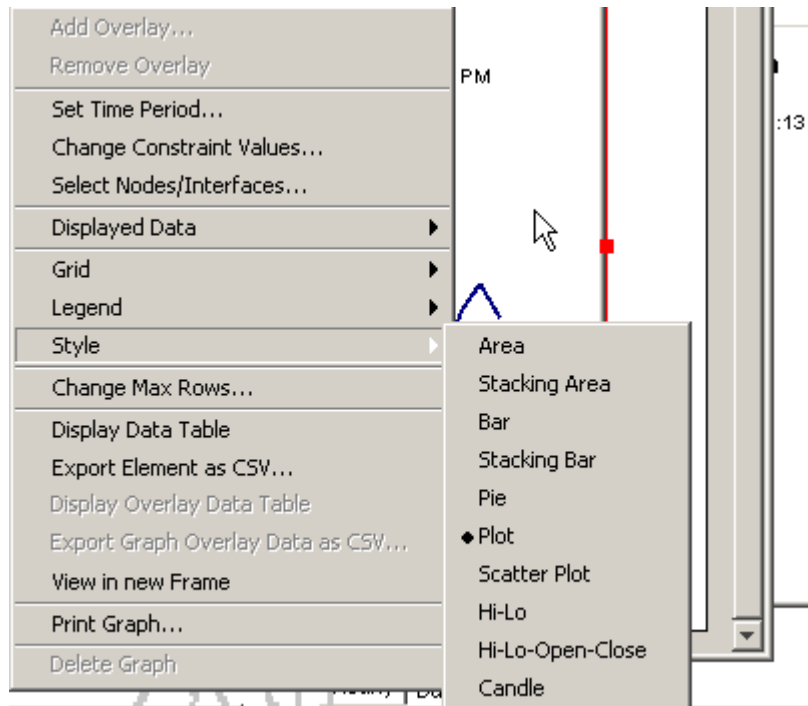 Add Overlay...
Remove Overlay
PM
Set Time Period...
:13
Change Constraint Values...
Select Nodes/Interfaces...
Displayed Data
Grid
Legend
Style
Change Max Rows...
Display Data Table
Export Element as CSV...
Display Overlay Data Table
Export Graph Overlay Data as CSV...
View in new Frame
Print Graph...
Delete Graph
Area
Stacking Area
Bar
Stacking Bar
Pie
Plot
Scatter Plot
Hi-Lo
Hi-Lo-Open-Close
Candle